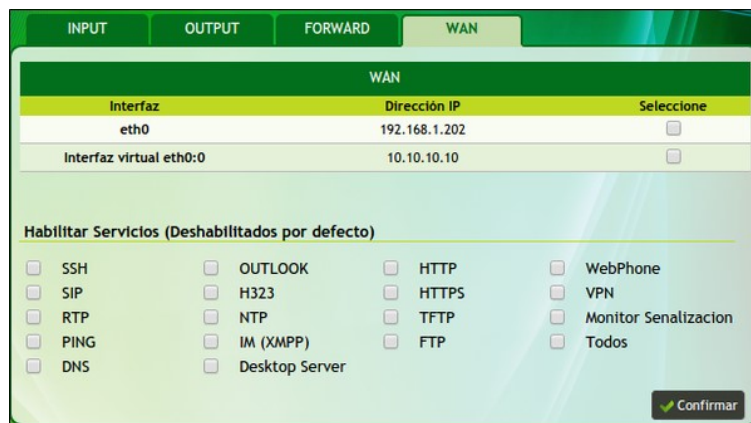 INPUT OUTPUT FORWARD WAN
WAN
Interfaz Dirección IP Seleccione
eth0 192.168.1.202
Interfaz virtual eth0:0 10.10.10.10
Habilitar Servicios (Deshabilitados por defecto)
SSH OUTLOOK HTTP WebPhone
SIP H323 HTTPS VPN
RTP NTP TFTP Monitor Senalizacion
PING IM (XMPP) FTP Todos
DNS Desktop Server
Confirmar